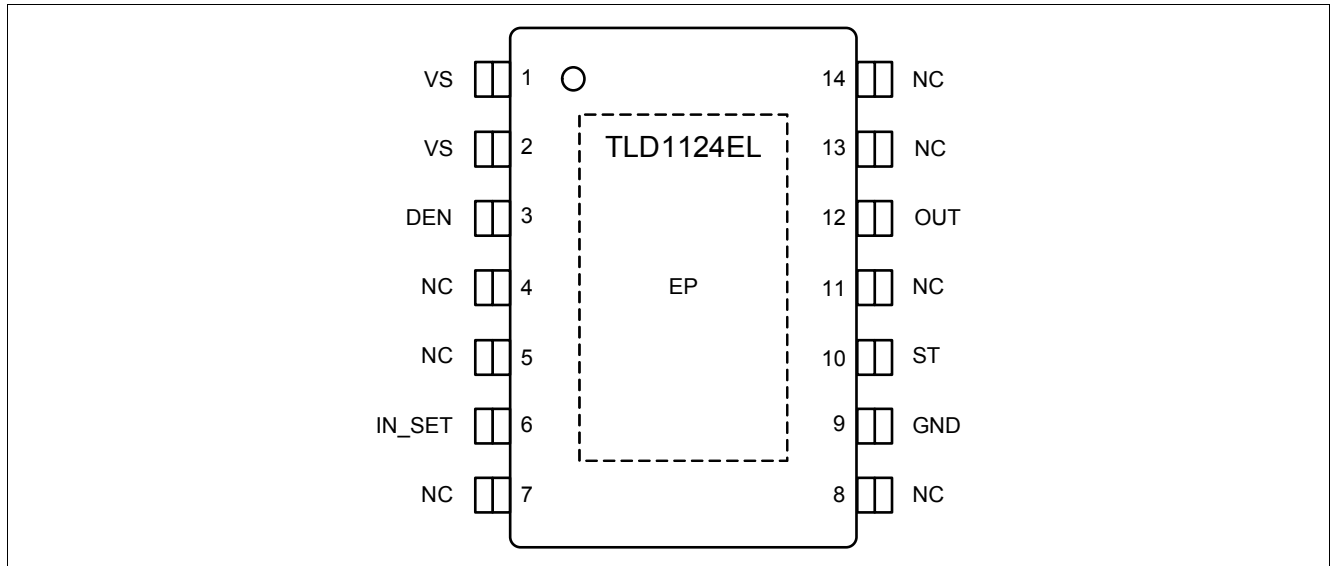 VS 1 14 NC
VS 2 TLD1124EL 13 NC
DEN 3 12 OUT
NC 4 EP 11 NC
NC 5 10 ST
IN_SET 6 9 GND
NC 7 8 NC